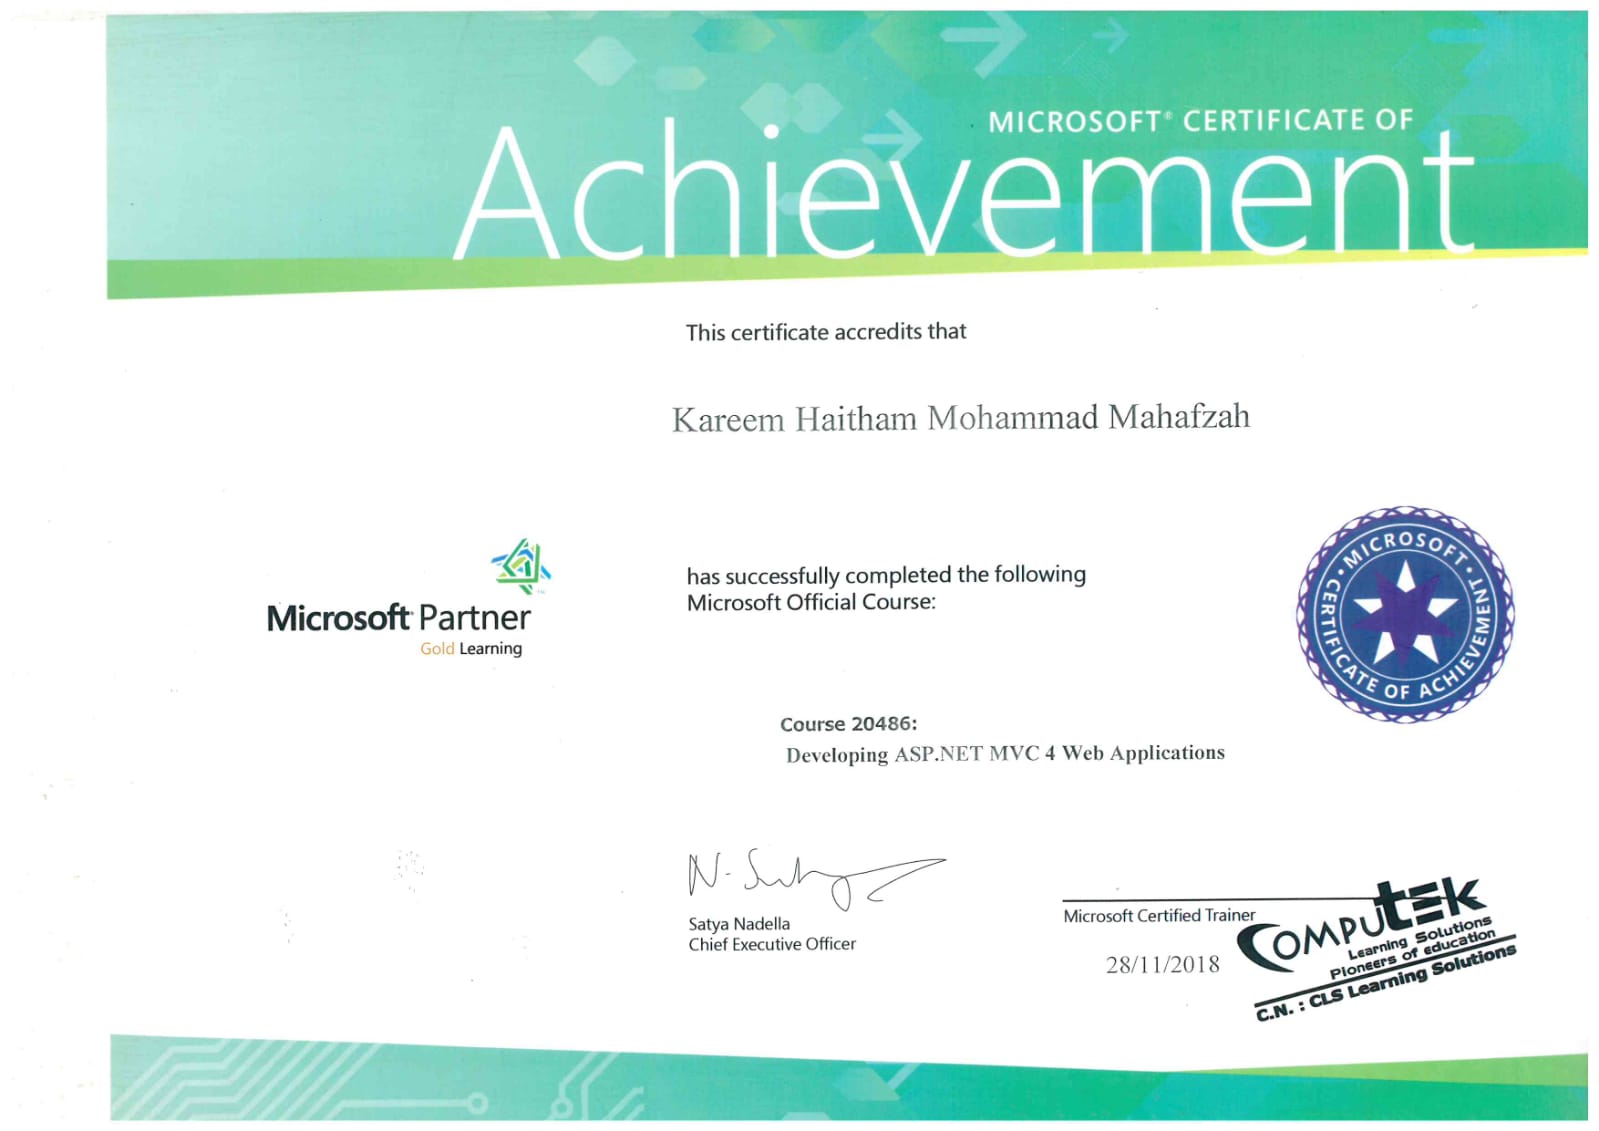 MICROSOFT® CERTIFICATE OF
Achievement
This certificate accredits that
Kareem Haitham Mohammad Mahafzah
Microsoft Partner
Gold Learning
has successfully completed the following
Microsoft Official Course:
MICROSOFT • CERTIFICATE OF ACHIEVEMENT •
Course 20486:
Developing ASP.NET MVC 4 Web Applications
Satya Nadella
Chief Executive Officer
Microsoft Certified Trainer
28/11/2018
COMPUTEK
Learning Solutions
Pioneers of education
C.N. : CLS Learning Solutions